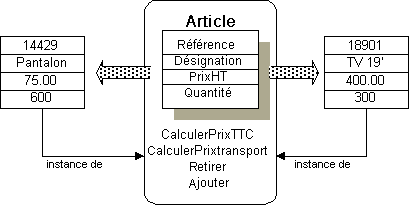 Article
14429
Pantalon
75.00
600
Référence
Désignation
PrixHT
Quantité
18901
TV 19'
400.00
300
CalculerPrixTTC
CalculerPrixtransport
Retirer
Ajouter
instance de
instance de